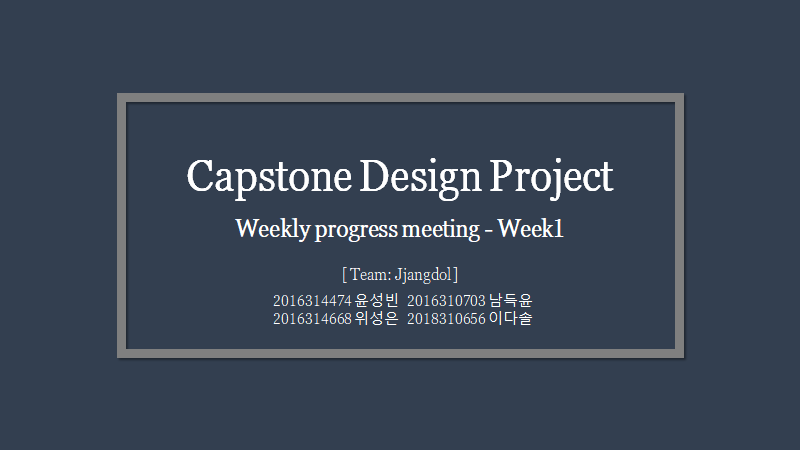 Capstone Design Project
Weekly progress meeting - Week1
[ Team: Jjangdol ]
2016314474 윤성빈 2016310703 남득윤
2016314668 위성은 2018310656 이다솔